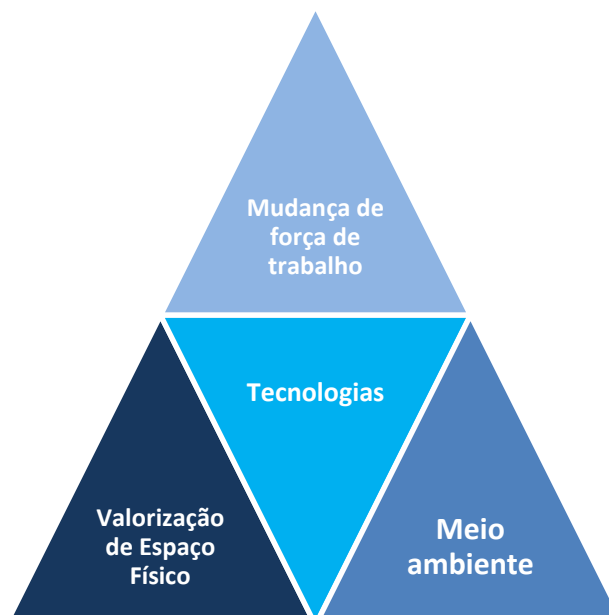 Mudança de
força de
trabalho
Tecnologias
Valorização
de Espaço
Físico
Meio
ambiente